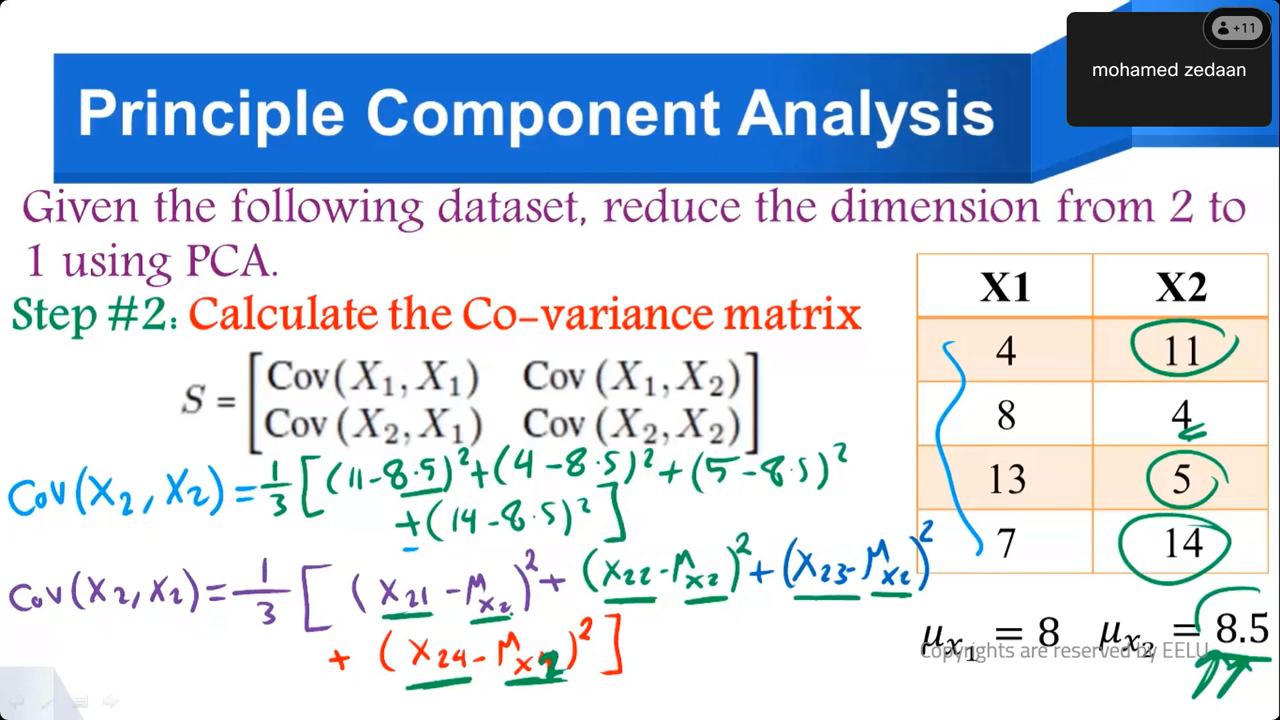 +11
mohamed zedaan
Principle Component Analysis
Given the following dataset, reduce the dimension from 2 to
1 using PCA.
Step #2: Calculate the Co-variance matrix
S = [Cov(X₁, X₁) Cov (X₁, X₂)
Cov (X₂, X₁) Cov (X₂, X₂)]
Cov(X₂, X₂) = 1/3 [(11-8.5)² + (4-8.5)² + (5-8.5)²
+ (14-8.5)²]
Cov(X₂, X₂) = 1/3 [(X₂₁ - μₓ₂)² + (X₂₂ - μₓ₂)² + (X₂₃ - μₓ₂)²
+ (X₂₄ - μₓ₂)²]
X1 X2
4 11
8 4
13 5
7 14
μₓ₁ = 8 μₓ₂ = 8.5
Copyrights are reserved by EELU